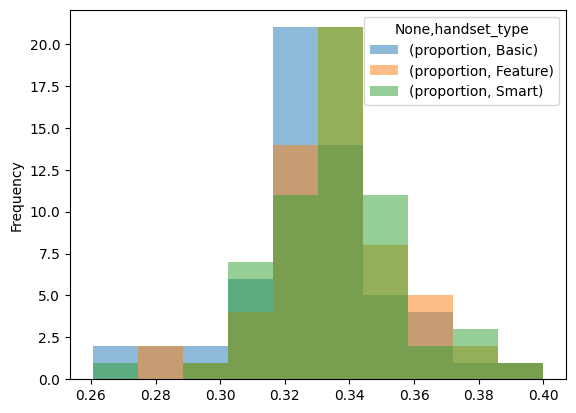 None,handset_type
(proportion, Basic)
(proportion, Feature)
(proportion, Smart)
Frequency
20.0
17.5
15.0
12.5
10.0
7.5
5.0
2.5
0.0
0.26 0.28 0.30 0.32 0.34 0.36 0.38 0.40